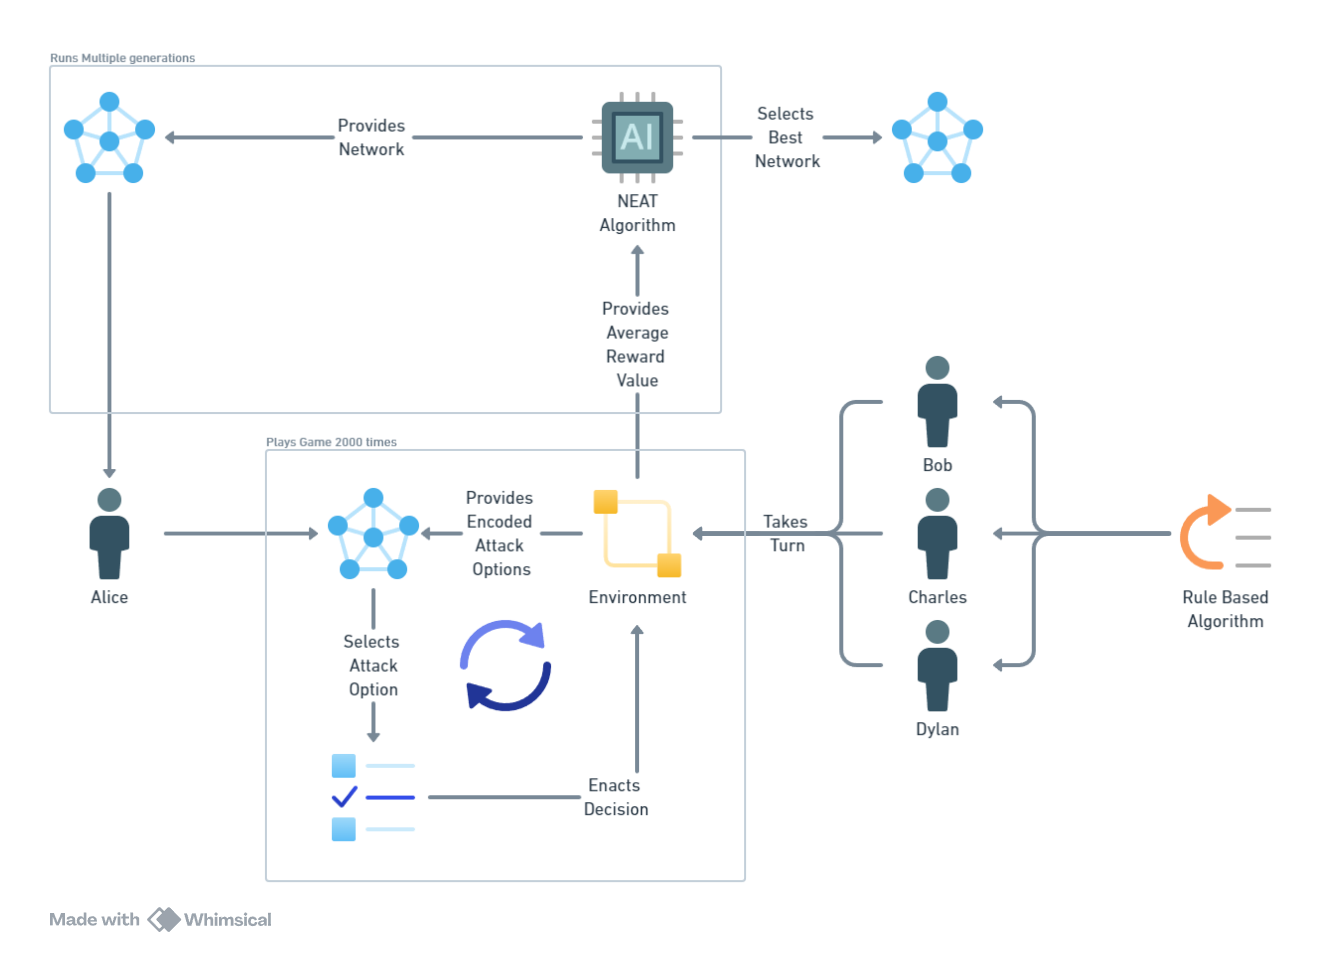 Runs Multiple generations
Provides
Network
AI
NEAT
Algorithm
Selects
Best
Network
Provides
Average
Reward
Value
Bob
Plays Game 2000 times
Alice
Provides
Encoded
Attack
Options
Environment
Takes
Turn
Charles
Rule Based
Algorithm
Selects
Attack
Option
Dylan
Enacts
Decision
Made with Whimsical